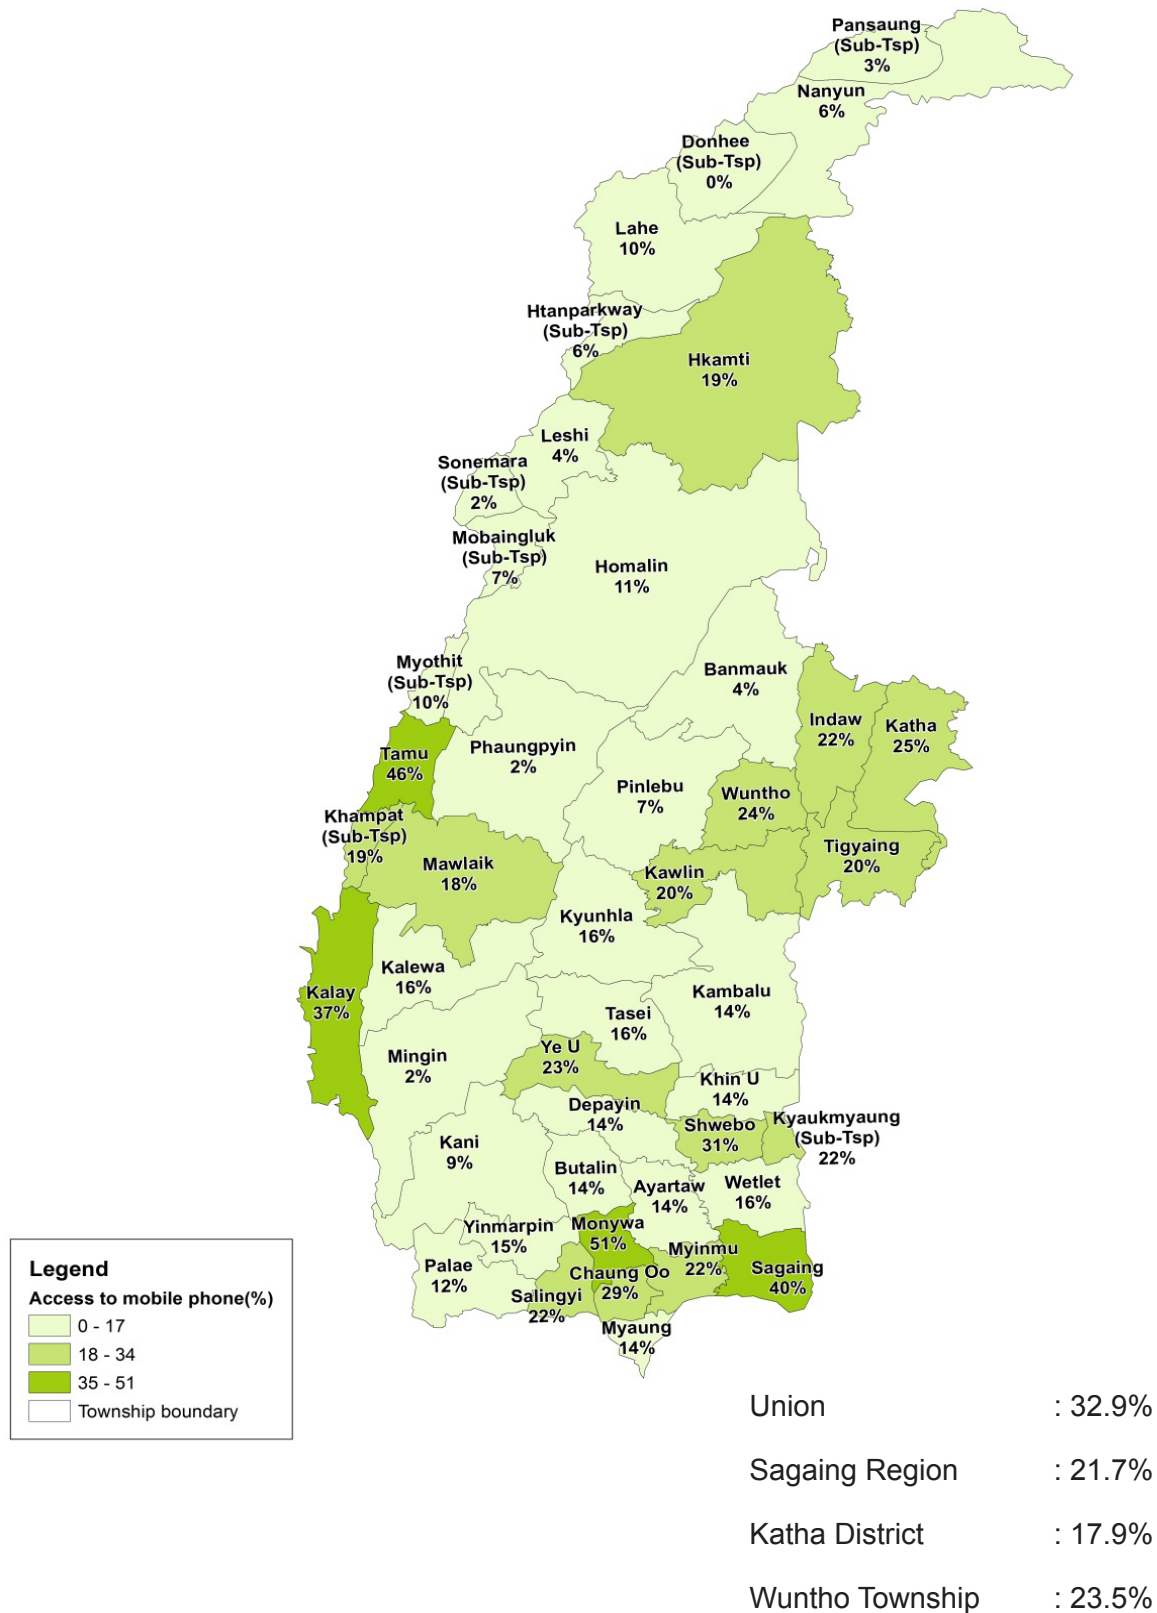 Pansaung
(Sub-Tsp)
3%
Nanyun
6%
Donhee
(Sub-Tsp)
0%
Lahe
10%
Htanparkway
(Sub-Tsp)
6%
Hkamti
19%
Leshi
4%
Sonemara
(Sub-Tsp)
2%
Mobaingluk
(Sub-Tsp)
7%
Homalin
11%
Myothit
(Sub-Tsp)
10%
Banmauk
4%
Indaw
22%
Katha
25%
Tamu
46%
Phaungpyin
2%
Pinlebu
7%
Wuntho
24%
Khampat
(Sub-Tsp)
19%
Mawlaik
18%
Kawlin
20%
Tigyaing
20%
Kyunhla
16%
Kalewa
16%
Kalay
37%
Kambalu
14%
Tasei
16%
Mingin
2%
Ye U
23%
Khin U
14%
Depayin
14%
Shwebo
31%
Kyaukmyaung
(Sub-Tsp)
22%
Kani
9%
Butalin
14%
Ayartaw
14%
Wetlet
16%
Yinmarpin
15%
Monywa
51%
Myinmu
22%
Sagaing
40%
Palae
12%
Chaung Oo
29%
Salingyi
22%
Myaung
14%
Legend
Access to mobile phone(%)
0 - 17
18 - 34
35 - 51
Township boundary
Union : 32.9%
Sagaing Region : 21.7%
Katha District : 17.9%
Wuntho Township : 23.5%